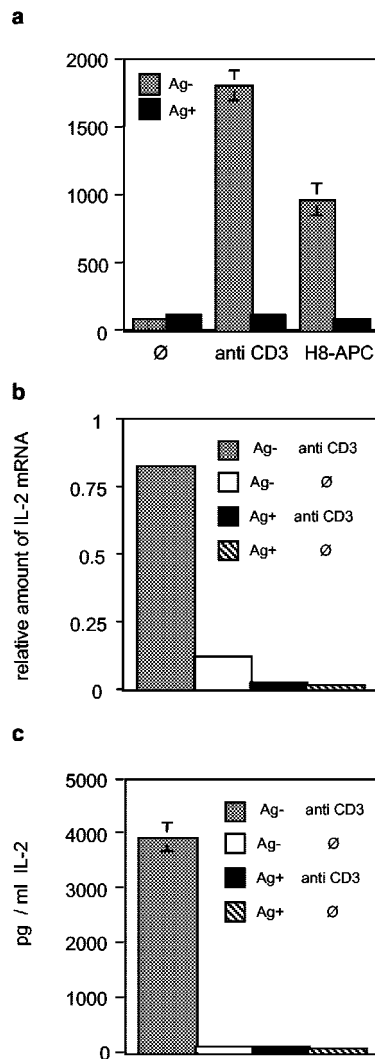 a
2000
1500
1000
500
0
Ag-
Ag+
Ø anti CD3 H8-APC
b
relative amount of IL-2 mRNA
1
0.75
0.5
0.25
0
Ag- anti CD3
Ag- Ø
Ag+ anti CD3
Ag+ Ø
c
pg / ml IL-2
5000
4000
3000
2000
1000
0
Ag- anti CD3
Ag- Ø
Ag+ anti CD3
Ag+ Ø